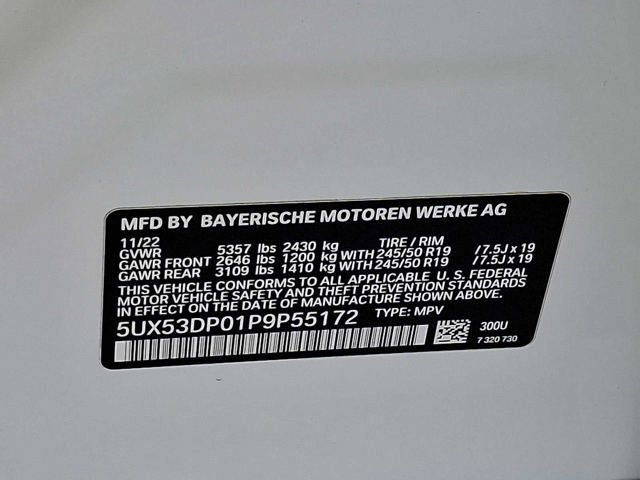 MFD BY BAYERISCHE MOTOREN WERKE AG
11/22 TIRE / RIM
GVWR 5357 lbs 2430 kg
GAWR FRONT 2646 lbs 1200 kg WITH 245/50 R19 /7.5J x 19
GAWR REAR 3109 lbs 1410 kg WITH 245/50 R19 /7.5J x 19
THIS VEHICLE CONFORMS TO ALL APPLICABLE U. S. FEDERAL
MOTOR VEHICLE SAFETY, BUMPER, AND THEFT PREVENTION
STANDARDS IN EFFECT ON THE DATE OF MANUFACTURE SHOWN ABOVE.
5UX53DP01P9P55172 TYPE: MPV
300U
7 320 730